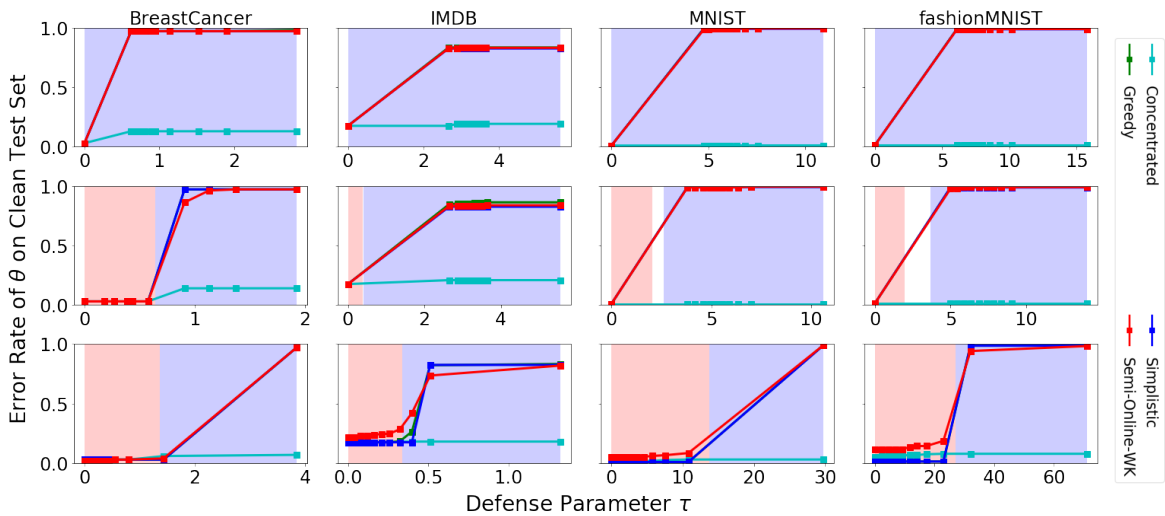 BreastCancer IMDB MNIST fashionMNIST
Error Rate of θ on Clean Test Set
1.0
0.5
0.0
0 1 2
0 2 4
0 5 10
0 5 10 15
1.0
0.5
0.0
0 1 2
0 2 4
0 5 10
0 5 10
1.0
0.5
0.0
0 2 4
0.0 0.5 1.0
0 10 20 30
0 20 40 60
Defense Parameter τ
Concentrated
Greedy
Simplistic
Semi-Online-WK